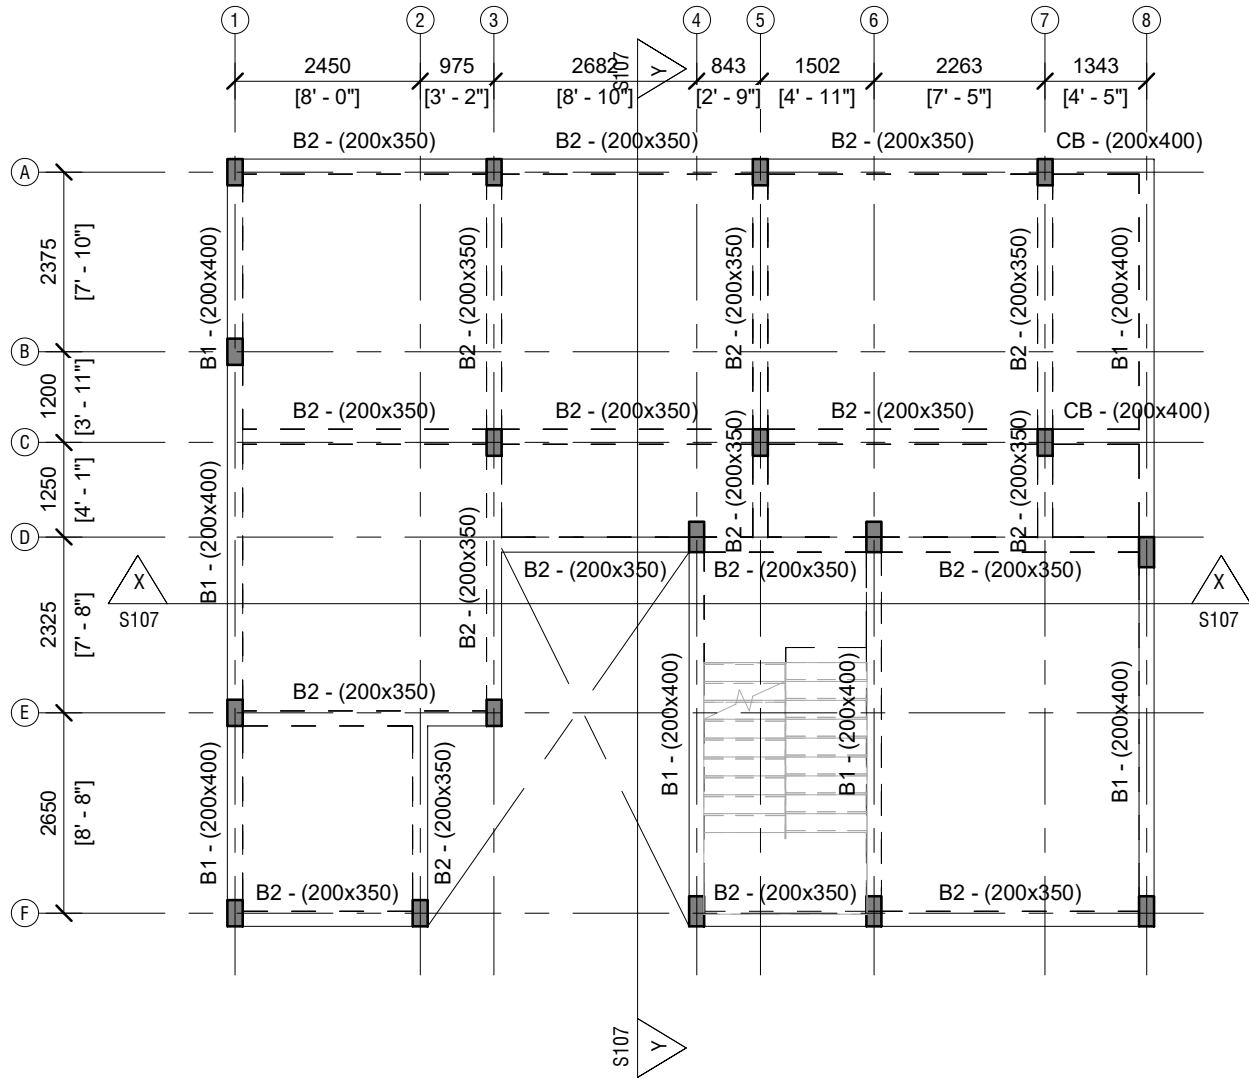 1 2 3 4 5 6 7 8
2450 975 2682 843 1502 2263 1343
[8' - 0"] [3' - 2"] [8' - 10"] [2' - 9"] [4' - 11"] [7' - 5"] [4' - 5"]
S107
Y
B2 - (200x350) B2 - (200x350) B2 - (200x350) CB - (200x400)
A
2375
[7' - 10"]
B1 - (200x400)
B2 - (200x350)
B2 - (200x350)
B2 - (200x350)
B1 - (200x400)
B
1200
[3' - 11"]
B2 - (200x350) B2 - (200x350) B2 - (200x350) CB - (200x400)
C
1250
[4' - 1"]
B1 - (200x400)
B2 - (200x350)
B2 - (200x350)
B2 - (200x350)
D
B2 - (200x350) B2 - (200x350) B2 - (200x350)
X
S107
X
S107
2325
[7' - 8"]
B2 - (200x350)
E
B1 - (200x400)
B1 - (200x400)
B1 - (200x400)
2650
[8' - 8"]
B1 - (200x400)
B2 - (200x350)
B2 - (200x350) B2 - (200x350) B2 - (200x350)
F
S107
Y